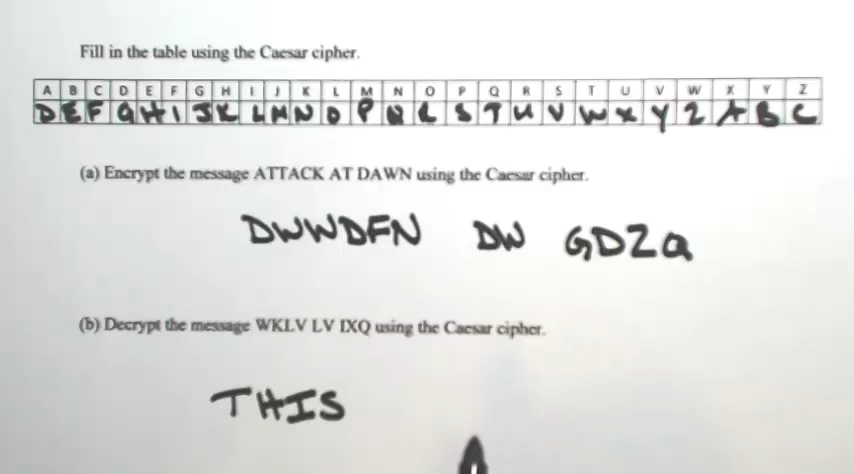 Fill in the table using the Caesar cipher.
A B C D E F G H I J K L M N O P Q R S T U V W X Y Z
D E F G H I J K L M N O P Q R S T U V W X Y Z A B C
(a) Encrypt the message ATTACK AT DAWN using the Caesar cipher.
DWWDFN DW GDZQ
(b) Decrypt the message WKLV LV IXQ using the Caesar cipher.
THIS